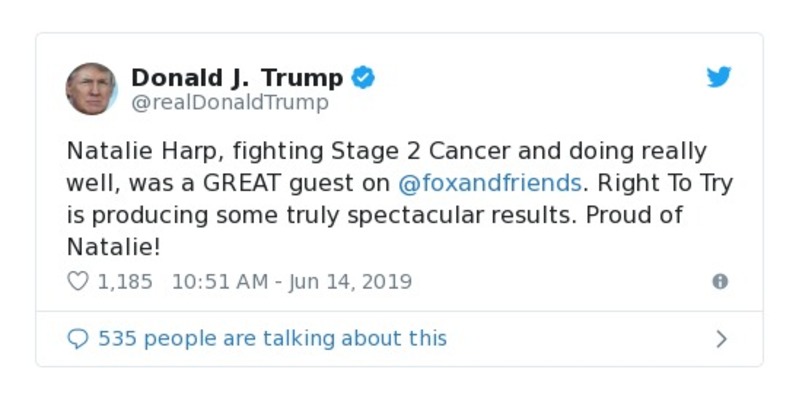 Donald J. Trump
@realDonaldTrump
Natalie Harp, fighting Stage 2 Cancer and doing really
well, was a GREAT guest on @foxandfriends. Right To Try
is producing some truly spectacular results. Proud of
Natalie!
1,185 10:51 AM - Jun 14, 2019
535 people are talking about this